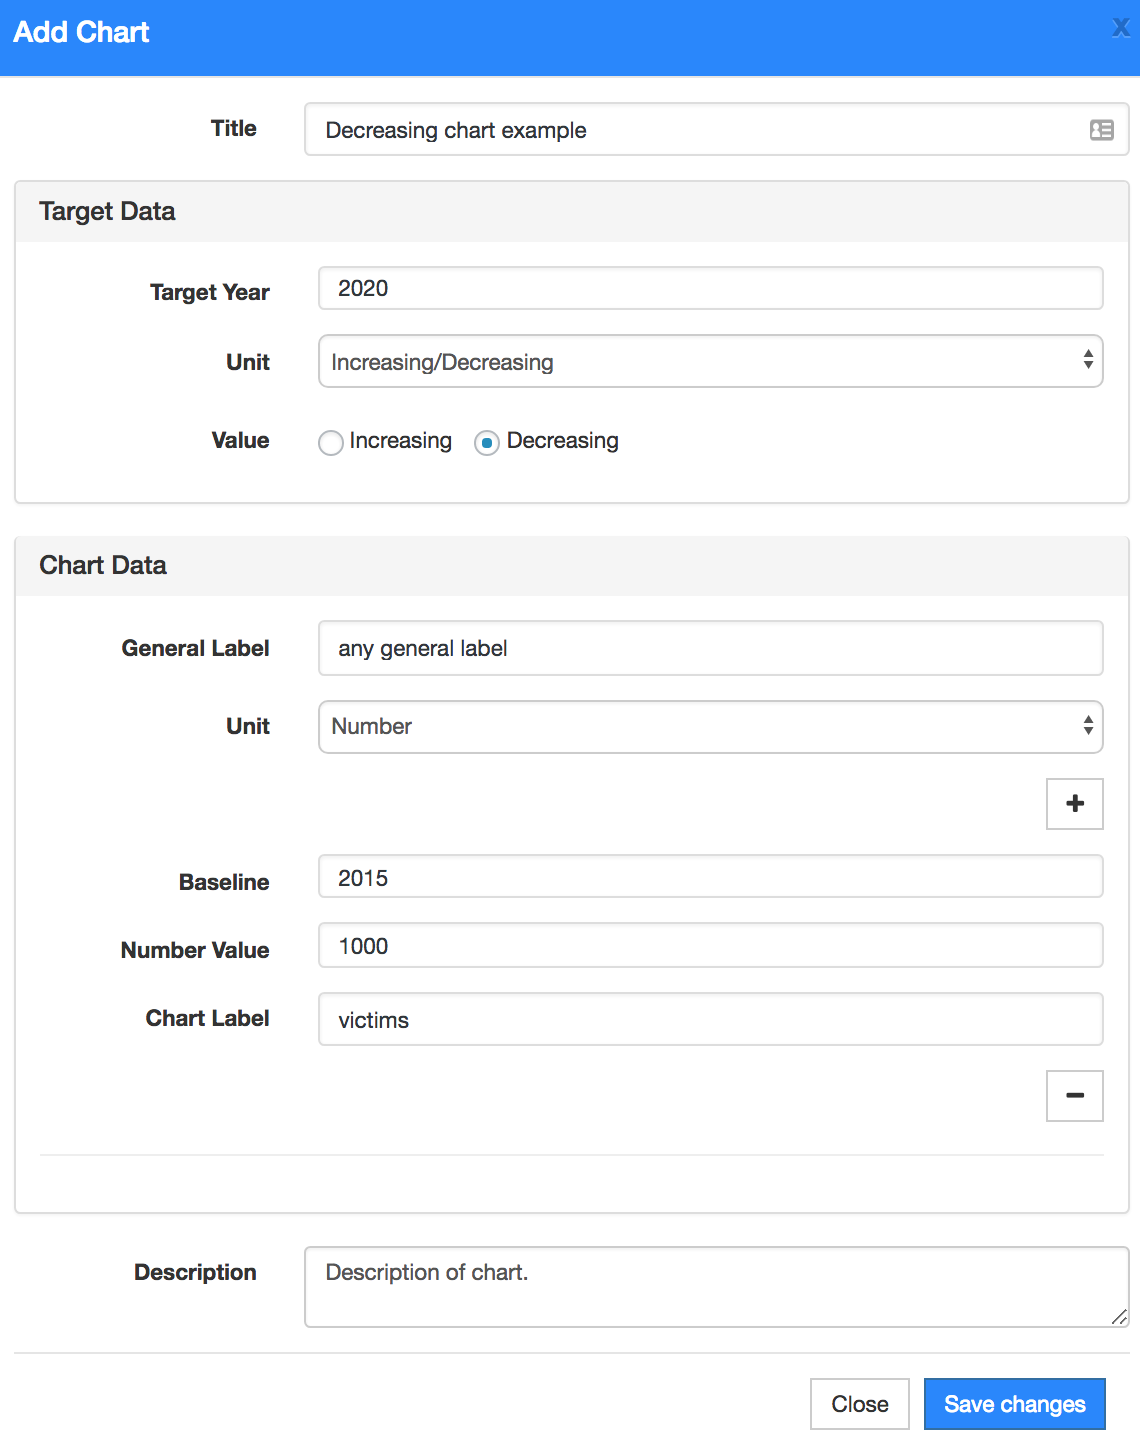 Add Chart X
Title Decreasing chart example
Target Data
Target Year 2020
Unit Increasing/Decreasing
Value Increasing Decreasing
Chart Data
General Label any general label
Unit Number
+
Baseline 2015
Number Value 1000
Chart Label victims
-
Description Description of chart.
Close Save changes